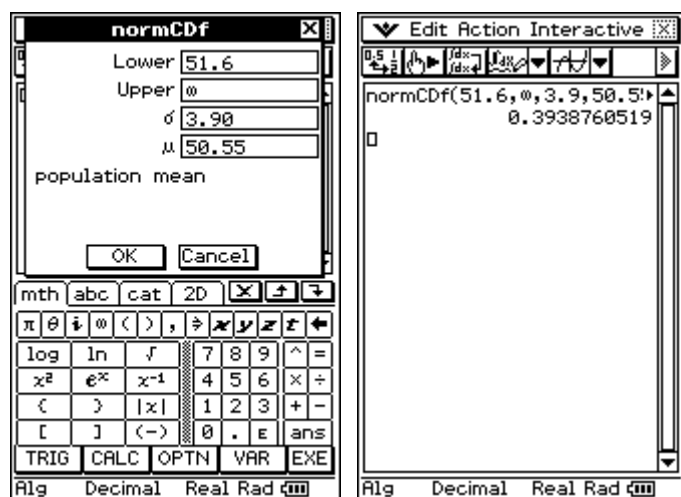 normCDf
Lower 51.6
Upper ∞
σ 3.90
μ 50.55
population mean
OK Cancel
mth abc cat 2D
π θ i ∞ ( ) , ⇒ x y z t
log ln √ 7 8 9 ^ =
x² eˣ x⁻¹ 4 5 6 × ÷
{ } |x| 1 2 3 + −
[ ] (−) 0 . E ans
TRIG CALC OPTN VAR EXE
Alg Decimal Real Rad
Edit Action Interactive
normCDf(51.6,∞,3.9,50.5
0.3938760519
Alg Decimal Real Rad